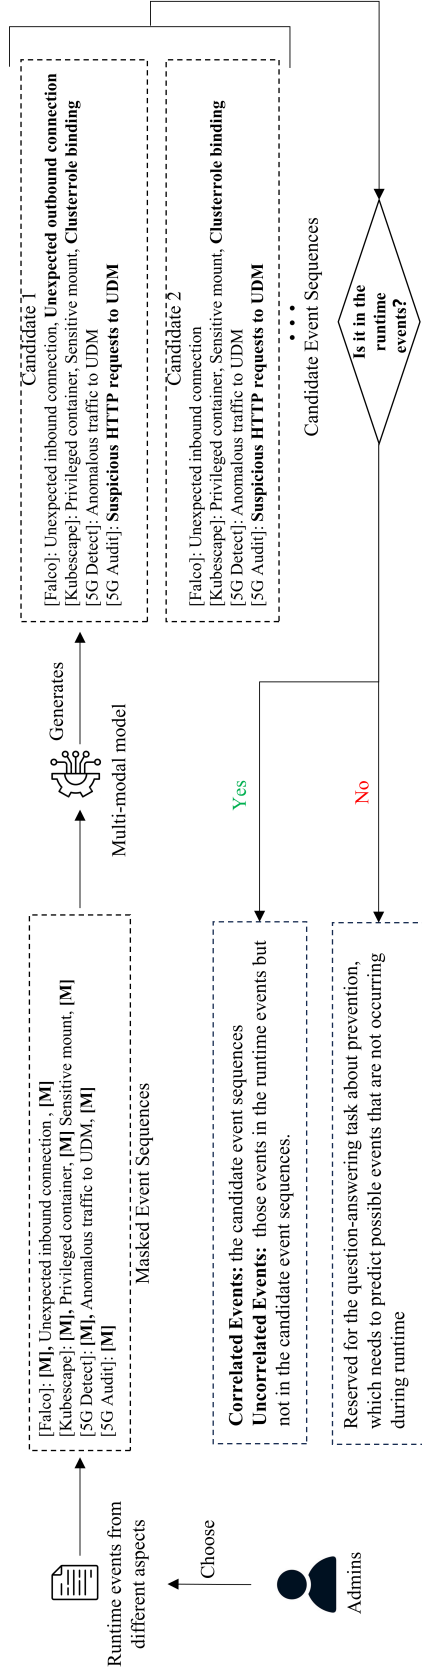 Runtime events from
different aspects
Choose
Admins
[Falco]: [M], Unexpected inbound connection , [M]
[Kubescape]: [M], Privileged container, [M] Sensitive mount, [M]
[5G Detect]: [M], Anomalous traffic to UDM, [M]
[5G Audit]: [M]
Masked Event Sequences
Generates
Multi-modal model
Candidate 1
[Falco]: Unexpected inbound connection, Unexpected outbound connection
[Kubescape]: Privileged container, Sensitive mount, Clusterrole binding
[5G Detect]: Anomalous traffic to UDM
[5G Audit]: Suspicious HTTP requests to UDM
Candidate 2
[Falco]: Unexpected inbound connection
[Kubescape]: Privileged container, Sensitive mount, Clusterrole binding
[5G Detect]: Anomalous traffic to UDM
[5G Audit]: Suspicious HTTP requests to UDM
•••
Candidate Event Sequences
Is it in the
runtime
events?
Yes
No
Correlated Events: the candidate event sequences
Uncorrelated Events: those events in the runtime events but
not in the candidate event sequences.
Reserved for the question-answering task about prevention,
which needs to predict possible events that are not occurring
during runtime